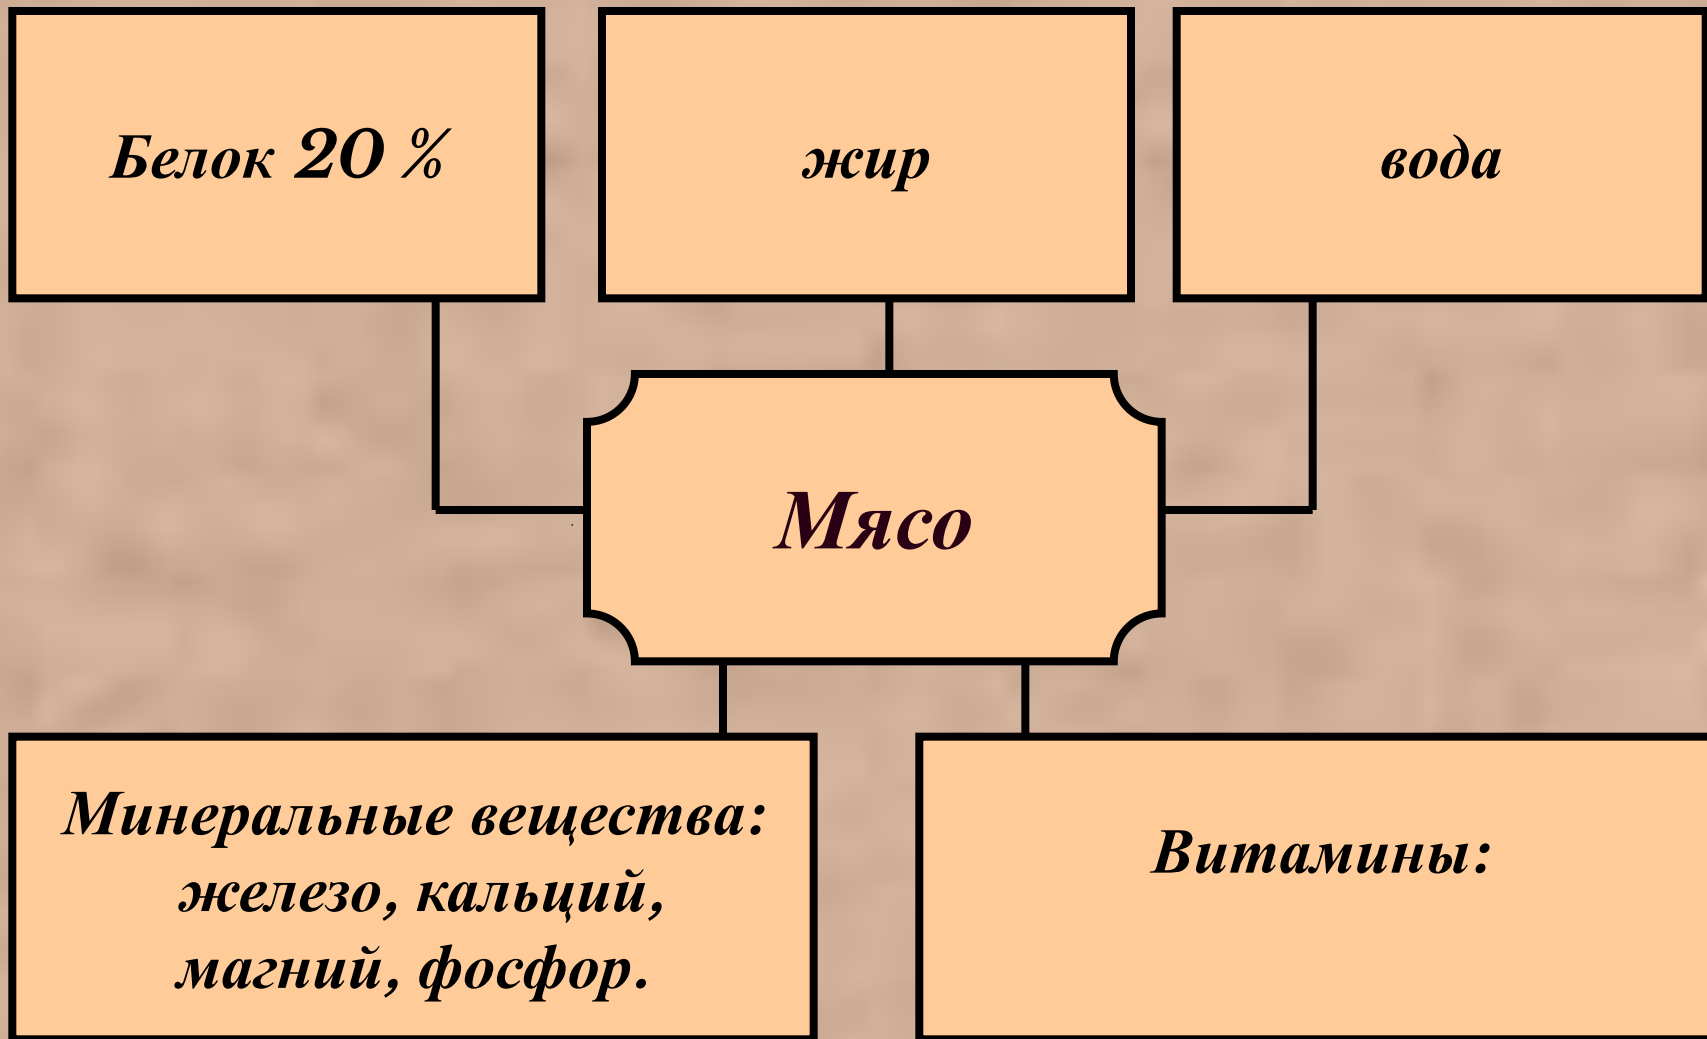 Белок 20 %
жир
вода
Мясо
Минеральные вещества:
железо, кальций,
магний, фосфор.
Витамины: